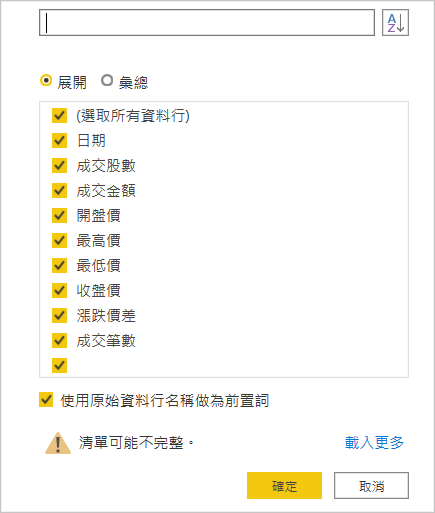 A
Z
展開 彙總
(選取所有資料行)
日期
成交股數
成交金額
開盤價
最高價
最低價
收盤價
漲跌價差
成交筆數
使用原始資料行名稱做為前置詞
清單可能不完整。 載入更多
確定 取消